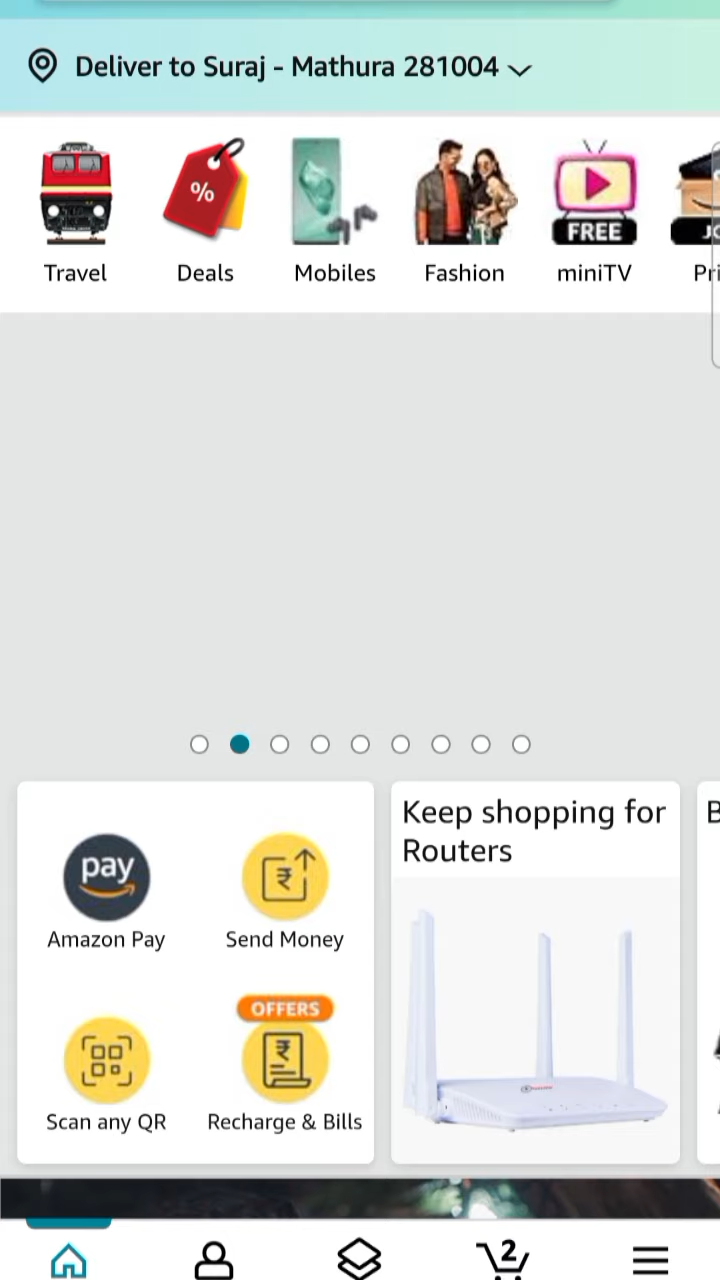 Deliver to Suraj - Mathura 281004
%
FREE
Travel
Deals
Mobiles
Fashion
miniTV
Keep shopping for
Routers
pay
Amazon Pay
Send Money
OFFERS
Scan any QR
Recharge & Bills
2